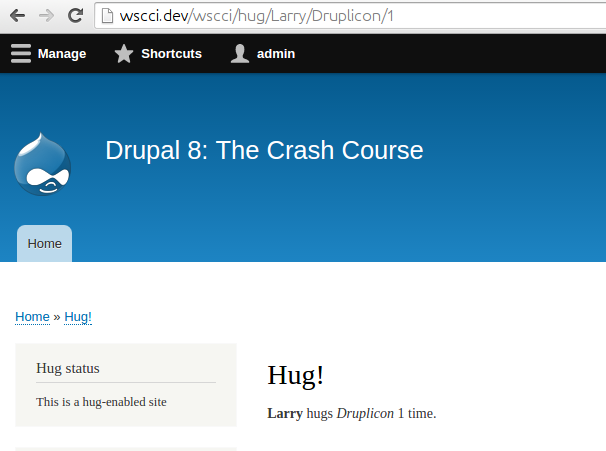 wscci.dev/wscci/hug/Larry/Druplicon/1
Manage Shortcuts admin
Drupal 8: The Crash Course
Home
Home » Hug!
Hug status
This is a hug-enabled site
Hug!
Larry hugs Druplicon 1 time.